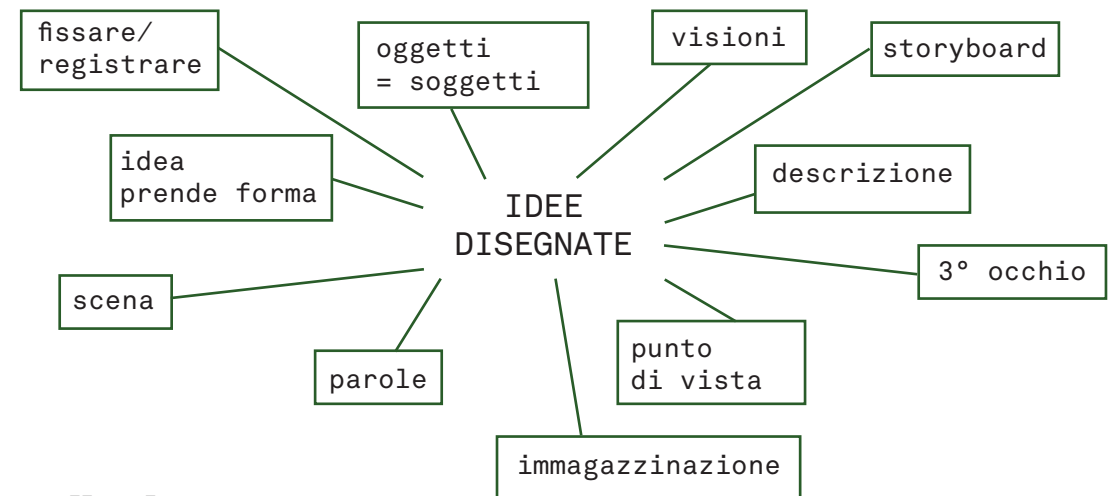 fissare/
registrare
oggetti
= soggetti
visioni
storyboard
idea
prende forma
descrizione
IDEE
DISEGNATE
3° occhio
scena
parole
punto
di vista
immagazzinazione